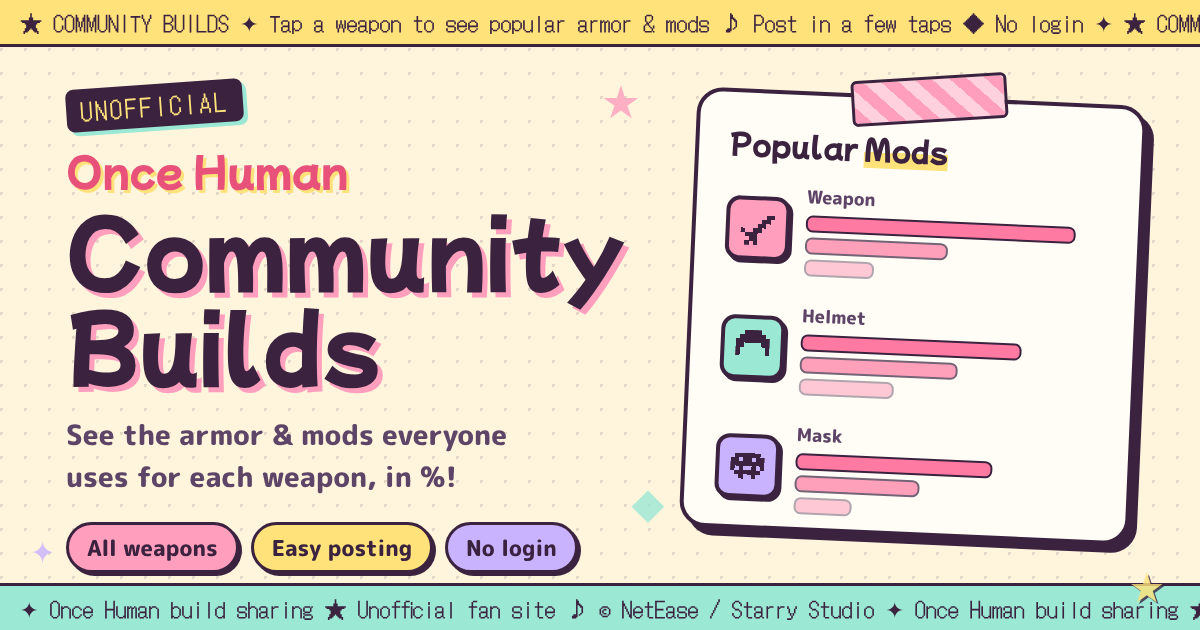 ★ COMMUNITY BUILDS ✦ Tap a weapon to see popular armor & mods ♪ Post in a few taps ◆ No login ✦ ★ COMM
UNOFFICIAL
Once Human
Community
Builds
See the armor & mods everyone
uses for each weapon, in %!
All weapons
Easy posting
No login
Popular Mods
Weapon
Helmet
Mask
✦ Once Human build sharing ★ Unofficial fan site ♪ © NetEase / Starry Studio ✦ Once Human build sharing ★